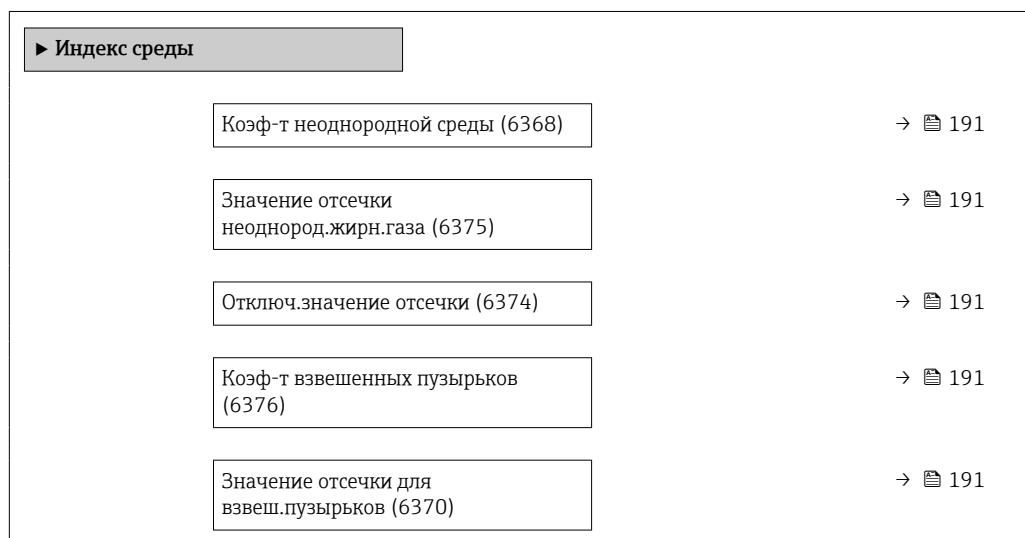 ▶ Индекс среды
Коэф-т неоднородной среды (6368) → 🖹 191
Значение отсечки → 🖹 191
неоднород.жирн.газа (6375)
Отключ.значение отсечки (6374) → 🖹 191
Коэф-т взвешенных пузырьков → 🖹 191
(6376)
Значение отсечки для → 🖹 191
взвеш.пузырьков (6370)